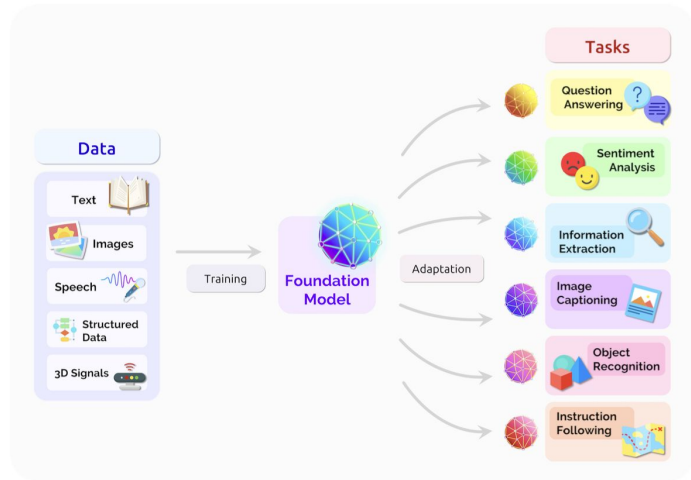 Tasks
Question
Answering
?
Sentiment
Analysis
Data
Text
Images
Speech
Structured
Data
3D Signals
Training
Foundation
Model
Adaptation
Information
Extraction
Image
Captioning
Object
Recognition
Instruction
Following